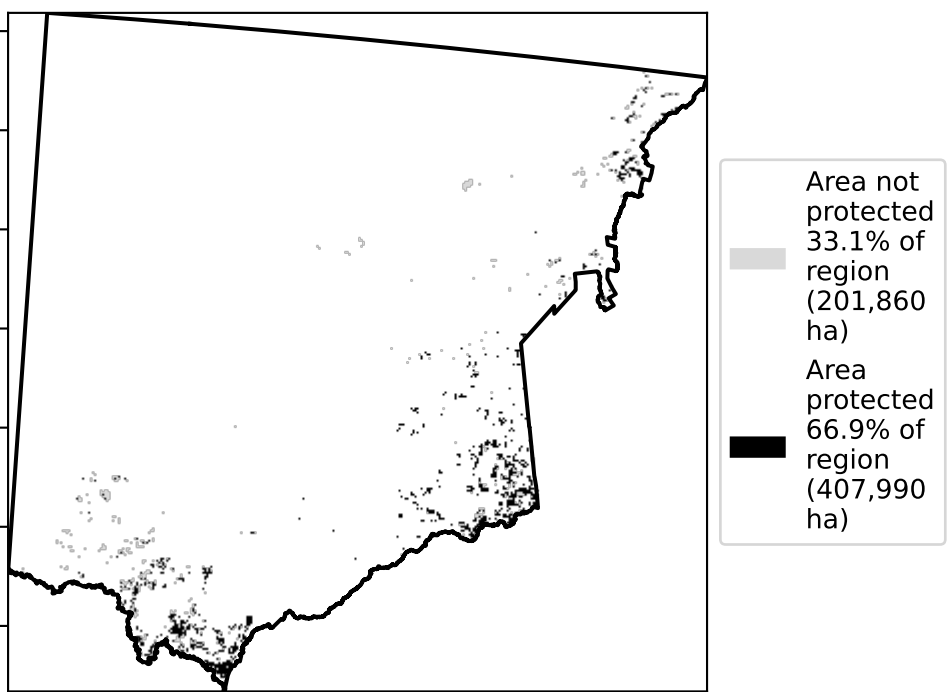 Area not
protected
33.1% of
region
(201,860
ha)
Area
protected
66.9% of
region
(407,990
ha)